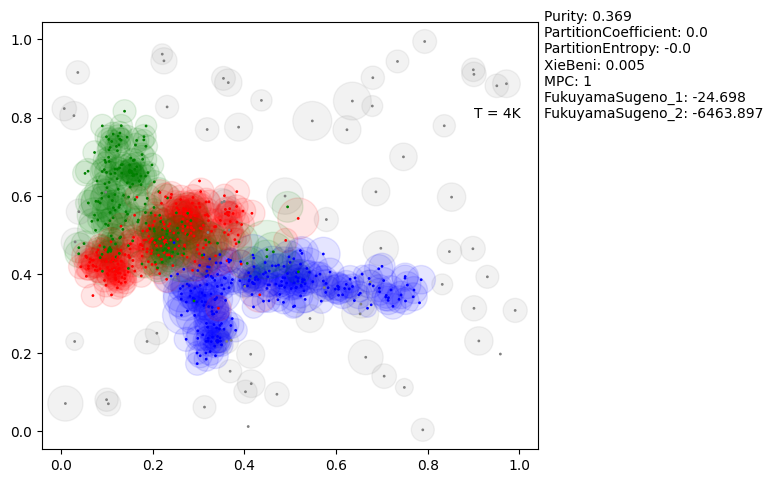 Purity: 0.369
PartitionCoefficient: 0.0
PartitionEntropy: -0.0
XieBeni: 0.005
MPC: 1
FukuyamaSugeno_1: -24.698
FukuyamaSugeno_2: -6463.897
T = 4K
1.0
0.8
0.6
0.4
0.2
0.0
0.0 0.2 0.4 0.6 0.8 1.0